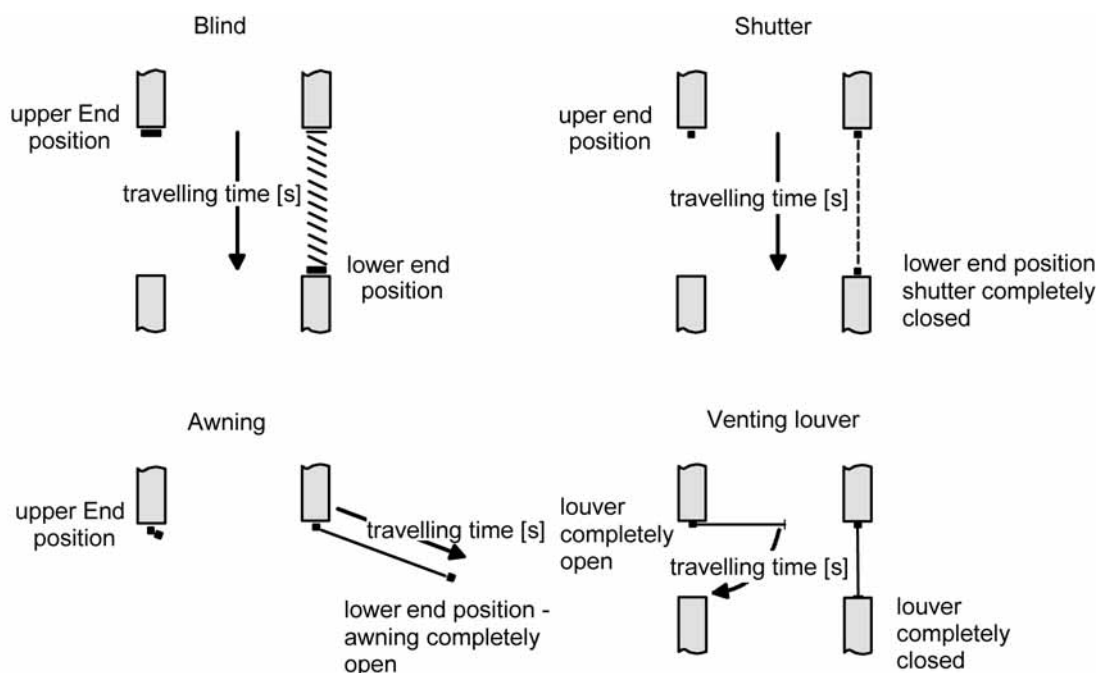 Blind
upper End
position
travelling time [s]
lower end
position
Shutter
uper end
position
travelling time [s]
lower end position
shutter completely
closed
Awning
upper End
position
travelling time [s]
lower end position -
awning completely
open
Venting louver
louver
completely
open
travelling time [s]
louver
completely
closed